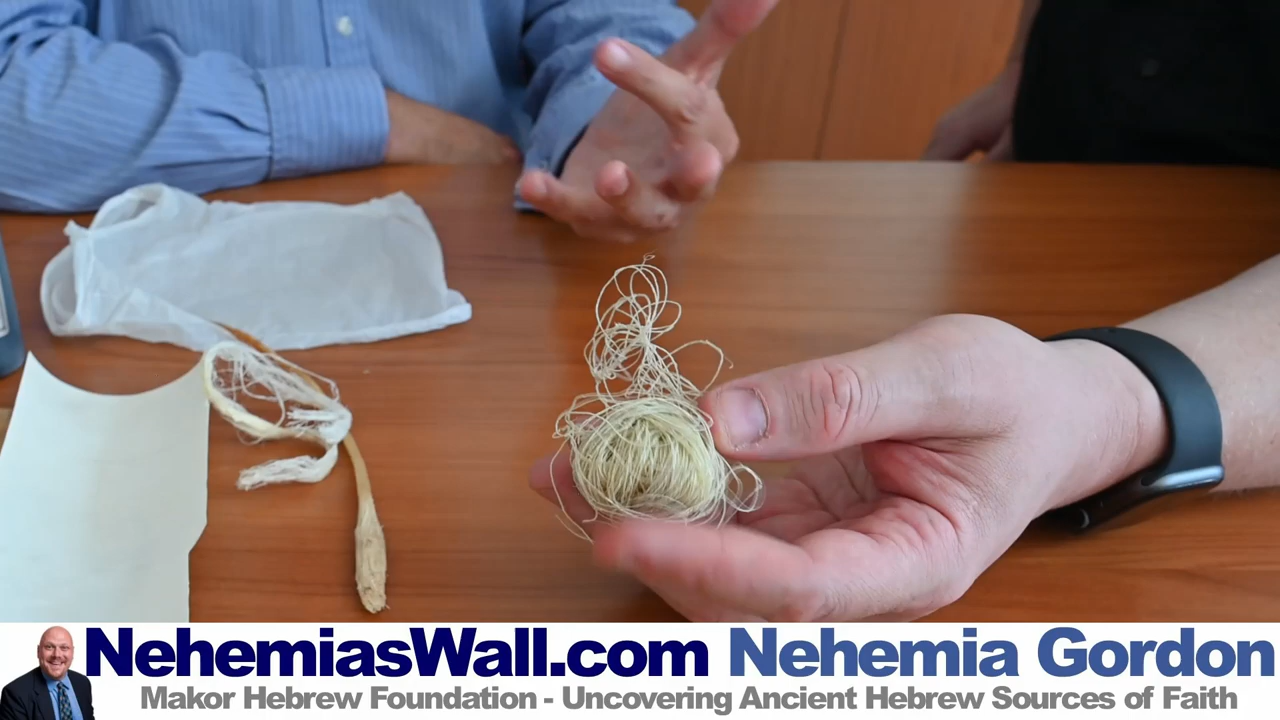 NehemiasWall.com Nehemia Gordon
Makor Hebrew Foundation - Uncovering Ancient Hebrew Sources of Faith